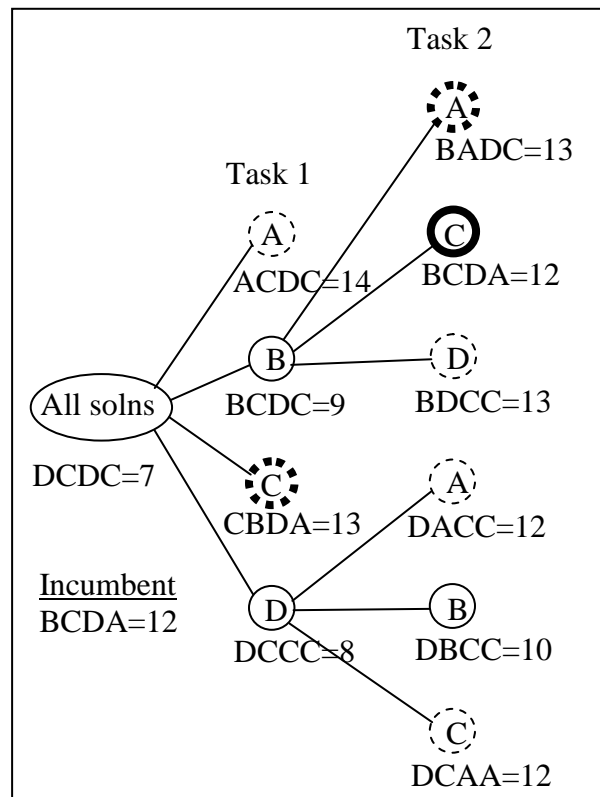 Task 2
A
BADC=13
Task 1
A
ACDC=14
C
BCDA=12
B
BCDC=9
D
BDCC=13
All solns
DCDC=7
C
CBDA=13
A
DACC=12
Incumbent
BCDA=12
D
DCCC=8
B
DBCC=10
C
DCAA=12